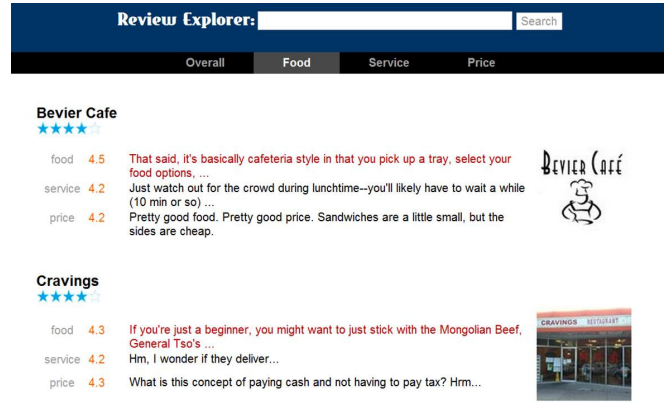 Review Explorer: Search
Overall Food Service Price
Bevier Cafe
food 4.5 That said, it's basically cafeteria style in that you pick up a tray, select your
food options, ...
service 4.2 Just watch out for the crowd during lunchtime--you'll likely have to wait a while
(10 min or so) ...
price 4.2 Pretty good food. Pretty good price. Sandwiches are a little small, but the
sides are cheap.
BEVIER CAFÉ
Cravings
food 4.3 If you're just a beginner, you might want to just stick with the Mongolian Beef,
General Tso's ...
service 4.2 Hm, I wonder if they deliver...
price 4.3 What is this concept of paying cash and not having to pay tax? Hrm...
CRAVINGS RESTAURANT